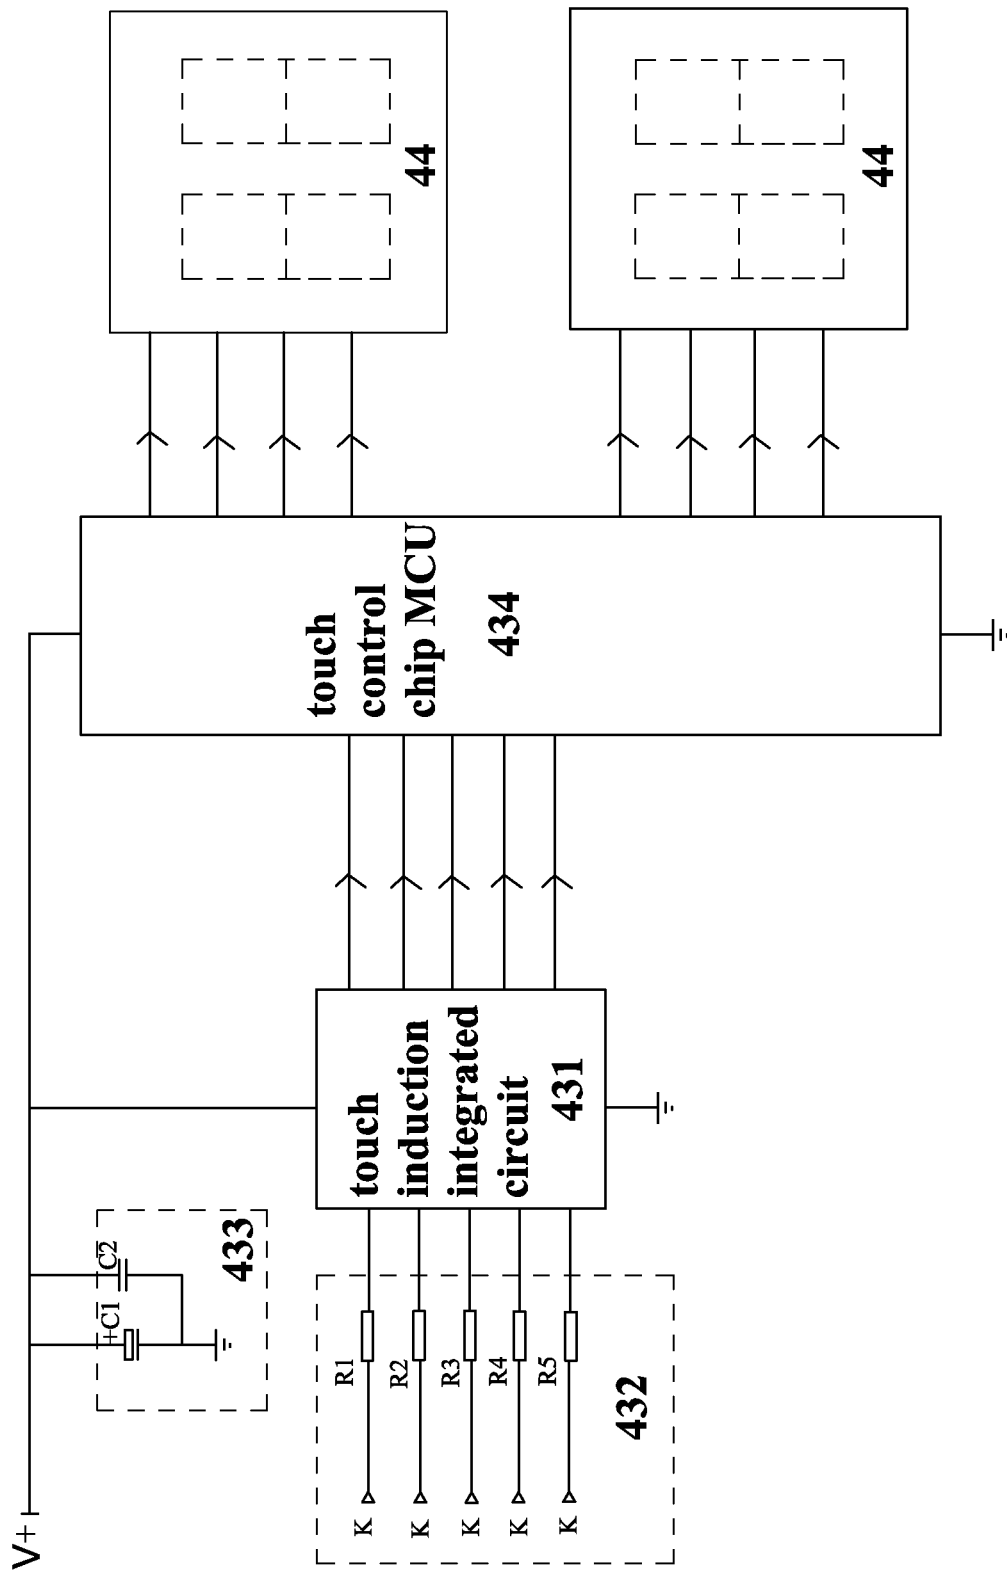 V+
+C1
C2
433
K
K
K
K
K
R1
R2
R3
R4
R5
432
touch
induction
integrated
circuit
431
touch
control
chip MCU
434
44
44